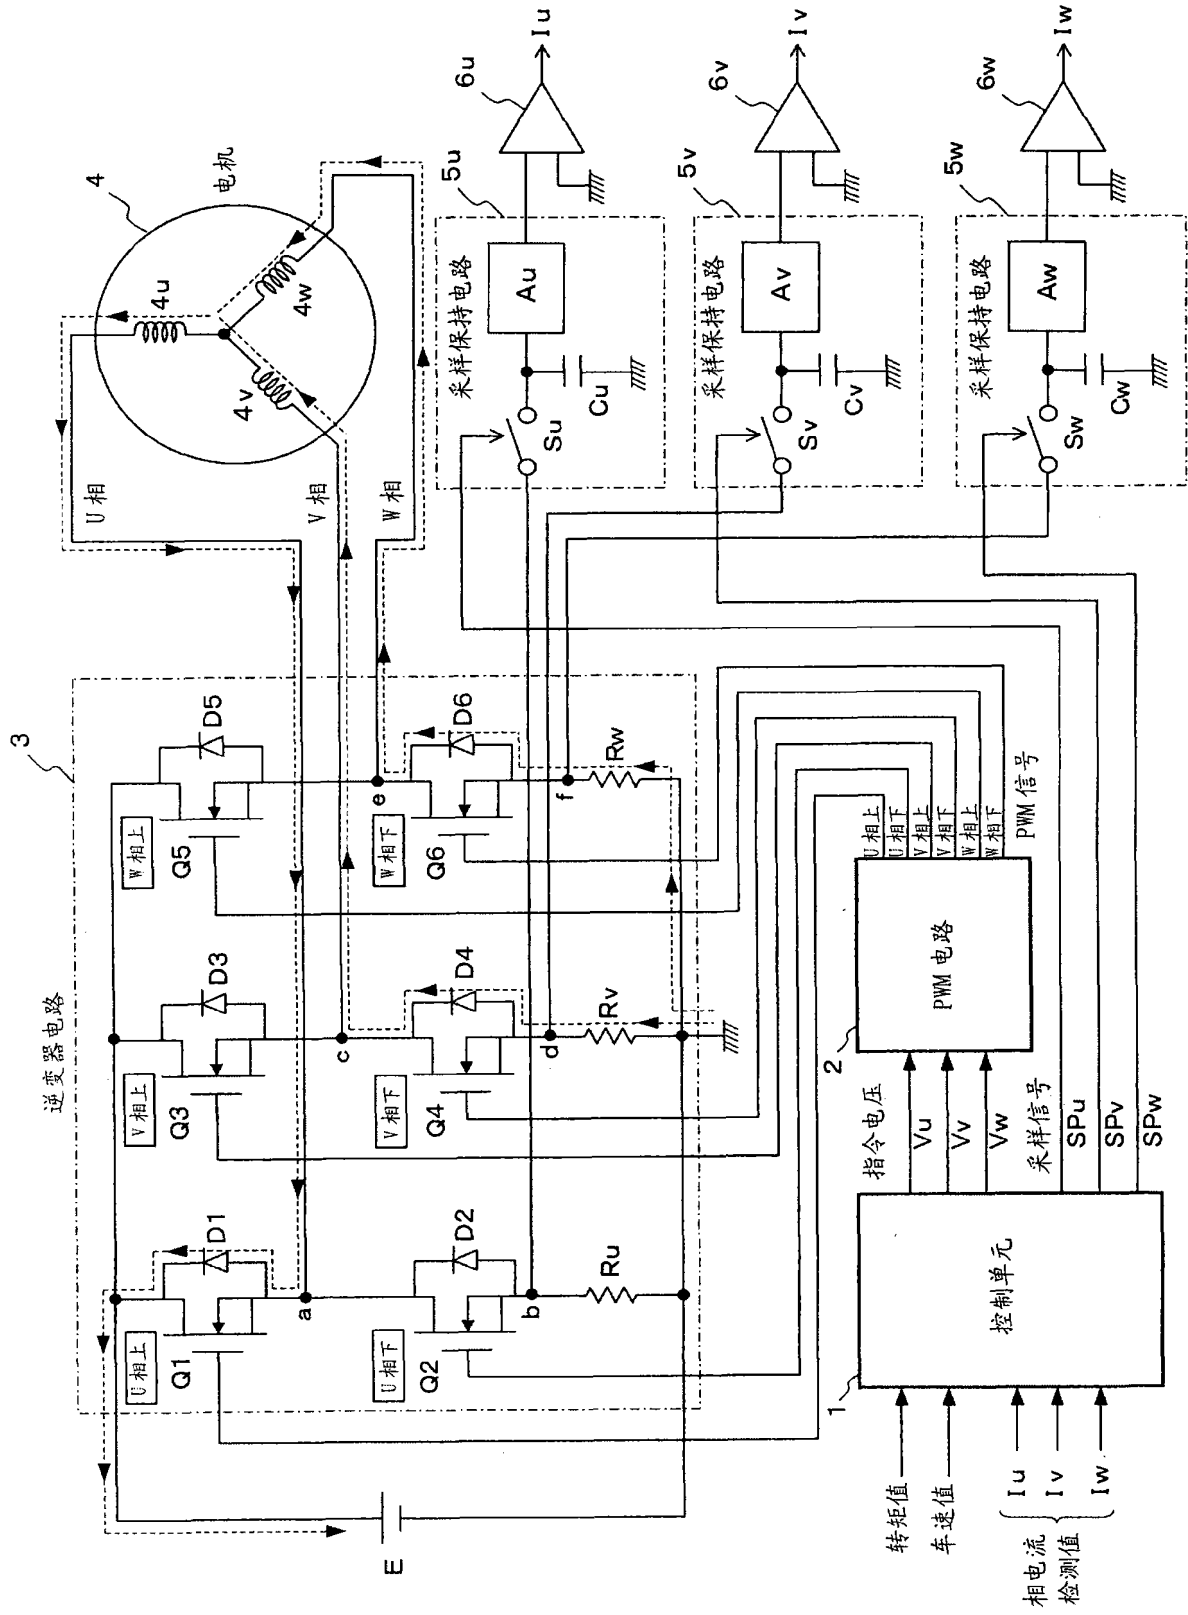 3
逆变器电路
W相上
Q5
D5
e
W相下
Q6
D6
f
Rw
V相上
Q3
D3
c
V相下
Q4
D4
d
Rv
U相上
Q1
D1
a
U相下
Q2
D2
b
Ru
E
4
电机
4u
4v
4w
U相
V相
W相
5u
采样保持电路
Su
Cu
Au
6u
Iu
5v
采样保持电路
Sv
Cv
Av
6v
Iv
5w
采样保持电路
Sw
Cw
Aw
6w
Iw
U相上
U相下
V相上
V相下
W相上
W相下
PWM信号
2
PWM电路
指令电压
Vu
Vv
Vw
采样信号
SPu
SPv
SPw
1
控制单元
转矩值
车速值
Iu
Iv
Iw
相电流
检测值